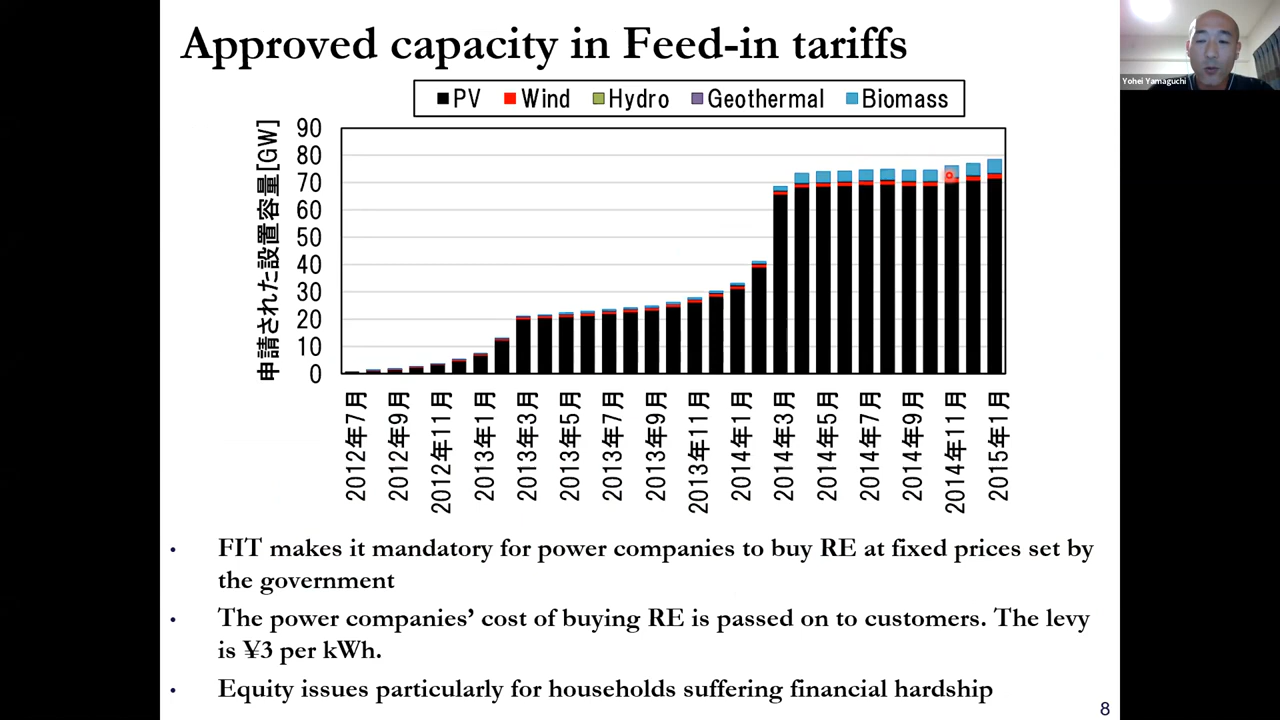 Approved capacity in Feed-in tariffs
Yohei Yamaguchi
PV Wind Hydro Geothermal Biomass
申請された設置容量[GW]
90
80
70
60
50
40
30
20
10
0
2012年7月
2012年9月
2012年11月
2013年1月
2013年3月
2013年5月
2013年7月
2013年9月
2013年11月
2014年1月
2014年3月
2014年5月
2014年7月
2014年9月
2014年11月
2015年1月
• FIT makes it mandatory for power companies to buy RE at fixed prices set by
the government
• The power companies’ cost of buying RE is passed on to customers. The levy
is ¥3 per kWh.
• Equity issues particularly for households suffering financial hardship
8